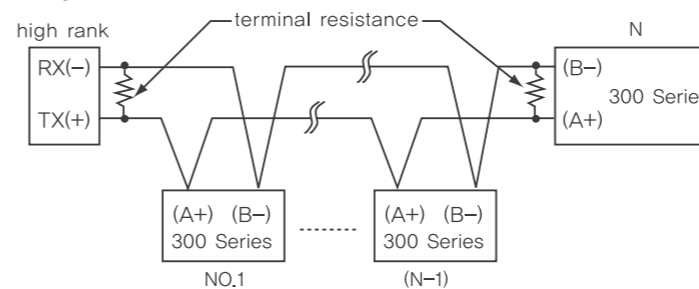 terminal resistance
high rank
N
RX(-)
(B-)
300 Serie
TX(+)
(A+)
(A+) (B-)
300 Series
NO.1
........
(A+) (B-)
300 Series
(N-1)